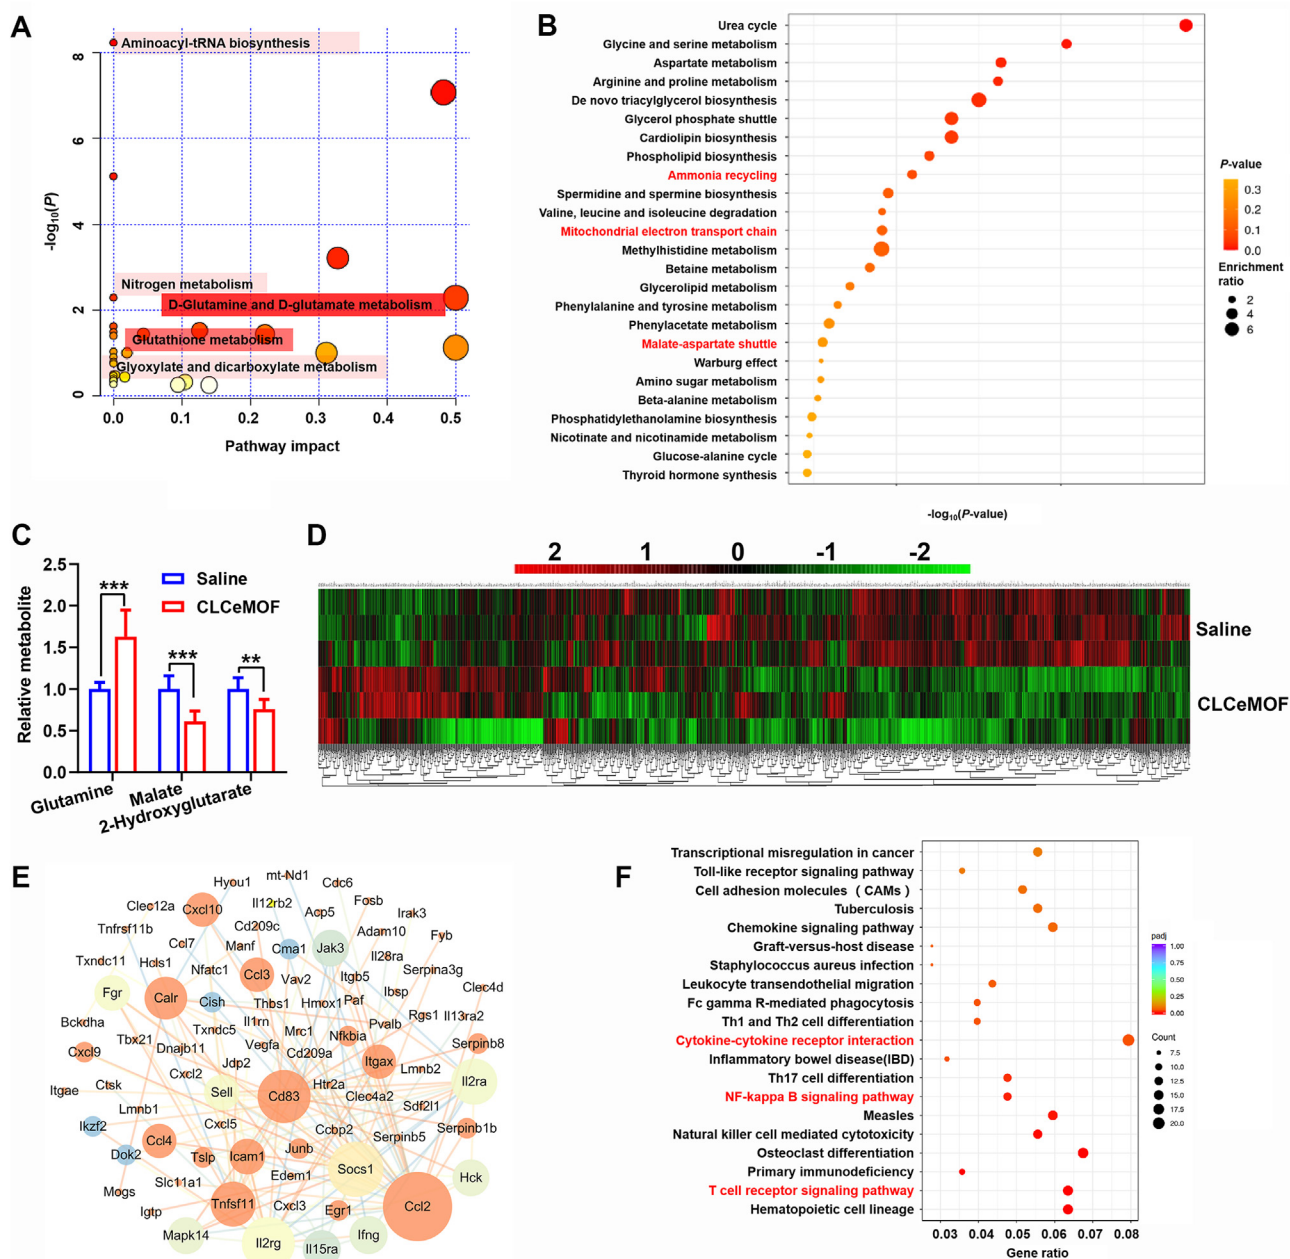 A
Aminoacyl-tRNA biosynthesis
Nitrogen metabolism
D-Glutamine and D-glutamate metabolism
Glutathione metabolism
Glyoxylate and dicarboxylate metabolism
8
6
4
2
0
-log10(P)
0.0 0.1 0.2 0.3 0.4 0.5
Pathway impact
B
Urea cycle
Glycine and serine metabolism
Aspartate metabolism
Arginine and proline metabolism
De novo triacylglycerol biosynthesis
Glycerol phosphate shuttle
Cardiolipin biosynthesis
Phospholipid biosynthesis
Ammonia recycling
Spermidine and spermine biosynthesis
Valine, leucine and isoleucine degradation
Mitochondrial electron transport chain
Methylhistidine metabolism
Betaine metabolism
Glycerolipid metabolism
Phenylalanine and tyrosine metabolism
Phenylacetate metabolism
Malate-aspartate shuttle
Warburg effect
Amino sugar metabolism
Beta-alanine metabolism
Phosphatidylethanolamine biosynthesis
Nicotinate and nicotinamide metabolism
Glucose-alanine cycle
Thyroid hormone synthesis
-log10(P-value)
P-value
0.3
0.2
0.1
0.0
Enrichment
ratio
2
4
6
C
Relative metabolite
2.5
2.0
1.5
1.0
0.5
0.0
Saline
CLCeMOF
*** *** **
Glutamine
Malate
2-Hydroxyglutarate
D
2 1 0 -1 -2
Saline
CLCeMOF
E
Hyou1 mt-Nd1 Cdc6
Clec12a Cxcl10 Il12rb2 Acp5 Fosb Irak3
Tnfrsf11b Cd209c Adam10 Fyb
Ccl7 Manf Cma1 Jak3 Il28ra
Txndc11 Hcls1 Nfatc1 Ccl3 Vav2 Itgb5 Serpina3g
Fgr Calr Cish Thbs1 Hmox1 Paf Ibsp Clec4d
Bckdha Tbx21 Txndc5 Il1rn Mrc1 Pvalb Rgs1 Il13ra2
Cxcl9 Dnajb11 Vegfa Cd209a Nfkbia Serpinb8
Jdp2 Itgax Lmnb2
Itgae Ctsk Cxcl2 Sell Cd83 Htr2a Clec4a2 Il2ra
Lmnb1 Sdf2l1
Ikzf2 Cxcl5 Ccbp2 Serpinb5 Serpinb1b
Dok2 Ccl4 Tslp Icam1 Junb
Slc11a1 Edem1 Socs1 Hck
Mogs Tnfsf11 Cxcl3 Egr1 Ccl2
Igtp
Mapk14 Il2rg Il15ra Ifng
F
Transcriptional misregulation in cancer
Toll-like receptor signaling pathway
Cell adhesion molecules （ CAMs ）
Tuberculosis
Chemokine signaling pathway
Graft-versus-host disease
Staphylococcus aureus infection
Leukocyte transendothelial migration
Fc gamma R-mediated phagocytosis
Th1 and Th2 cell differentiation
Cytokine-cytokine receptor interaction
Inflammatory bowel disease(IBD)
Th17 cell differentiation
NF-kappa B signaling pathway
Measles
Natural killer cell mediated cytotoxicity
Osteoclast differentiation
Primary immunodeficiency
T cell receptor signaling pathway
Hematopoietic cell lineage
0.03 0.04 0.05 0.06 0.07 0.08
Gene ratio
padj
1.00
0.75
0.50
0.25
0.00
Count
7.5
10.0
12.5
15.0
17.5
20.0